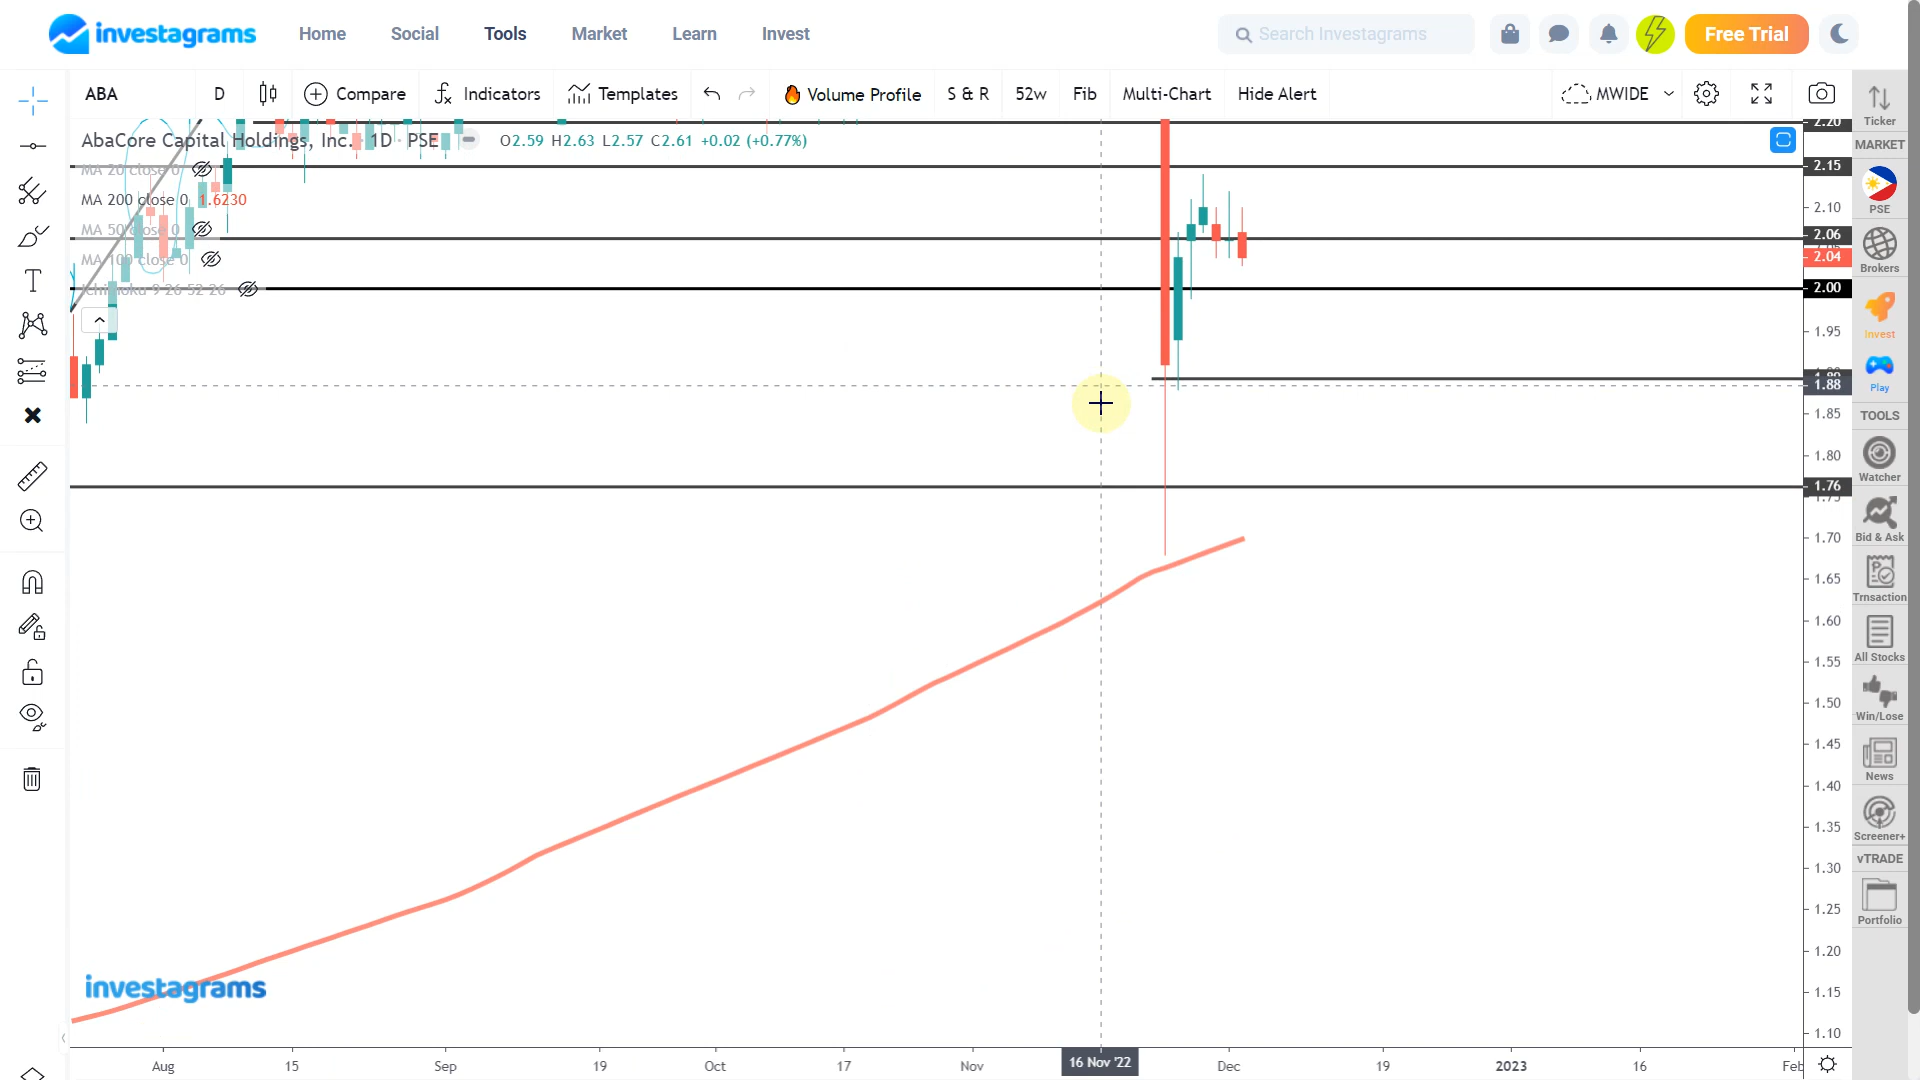 investagrams Home Social Tools Market Learn Invest Search Investagrams Free Trial
ABA D Compare Indicators Templates Volume Profile S & R 52w Fib Multi-Chart Hide Alert MWIDE
Ticker
MARKET
PSE
Brokers
Invest
Play
TOOLS
Watcher
Bid & Ask
Trnsaction
All Stocks
Win/Lose
News
Screener+
vTRADE
Portfolio
AbaCore Capital Holdings, Inc. · 1D · PSE O2.59 H2.63 L2.57 C2.61 +0.02 (+0.77%)
MA 20 close 0
MA 200 close 0 1.6230
MA 50 close 0
MA 100 close 0
Ichimoku 9 26 52 26
2.20
2.15
2.10
2.06
2.04
2.00
1.95
1.88
1.85
1.80
1.76
1.70
1.65
1.60
1.55
1.50
1.45
1.40
1.35
1.30
1.25
1.20
1.15
1.10
investagrams
Aug 15 Sep 19 Oct 17 Nov 16 Nov '22 Dec 19 2023 16 Feb